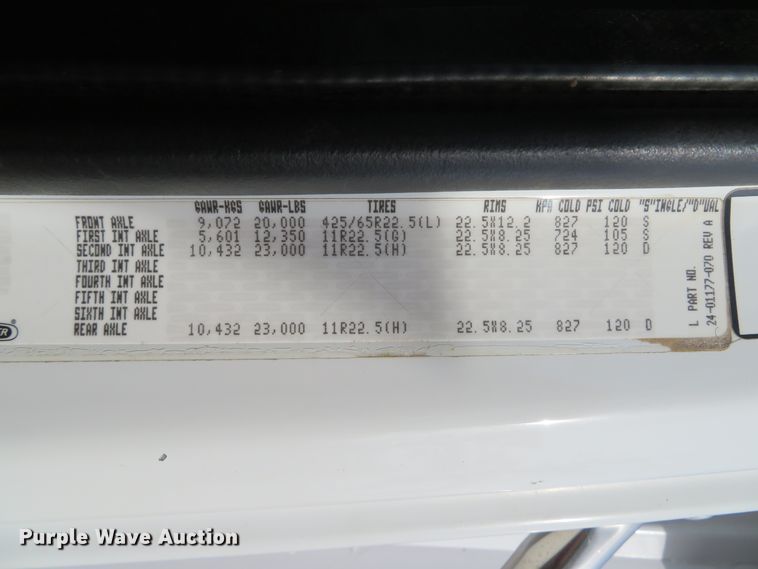 GAWR-KGS GAWR-LBS TIRES RIMS KPA COLD PSI COLD "S"INGLE/"D"UAL
FRONT AXLE 9,072 20,000 425/65R22.5(L) 22.5X12.2 827 120 S
FIRST INT AXLE 5,601 12,350 11R22.5(G) 22.5X8.25 724 105 S
SECOND INT AXLE 10,432 23,000 11R22.5(H) 22.5X8.25 827 120 D
THIRD INT AXLE
FOURTH INT AXLE
FIFTH INT AXLE
SIXTH INT AXLE
REAR AXLE 10,432 23,000 11R22.5(H) 22.5X8.25 827 120 D
L PART NO.
24-01177-070 REV A
Purple Wave Auction